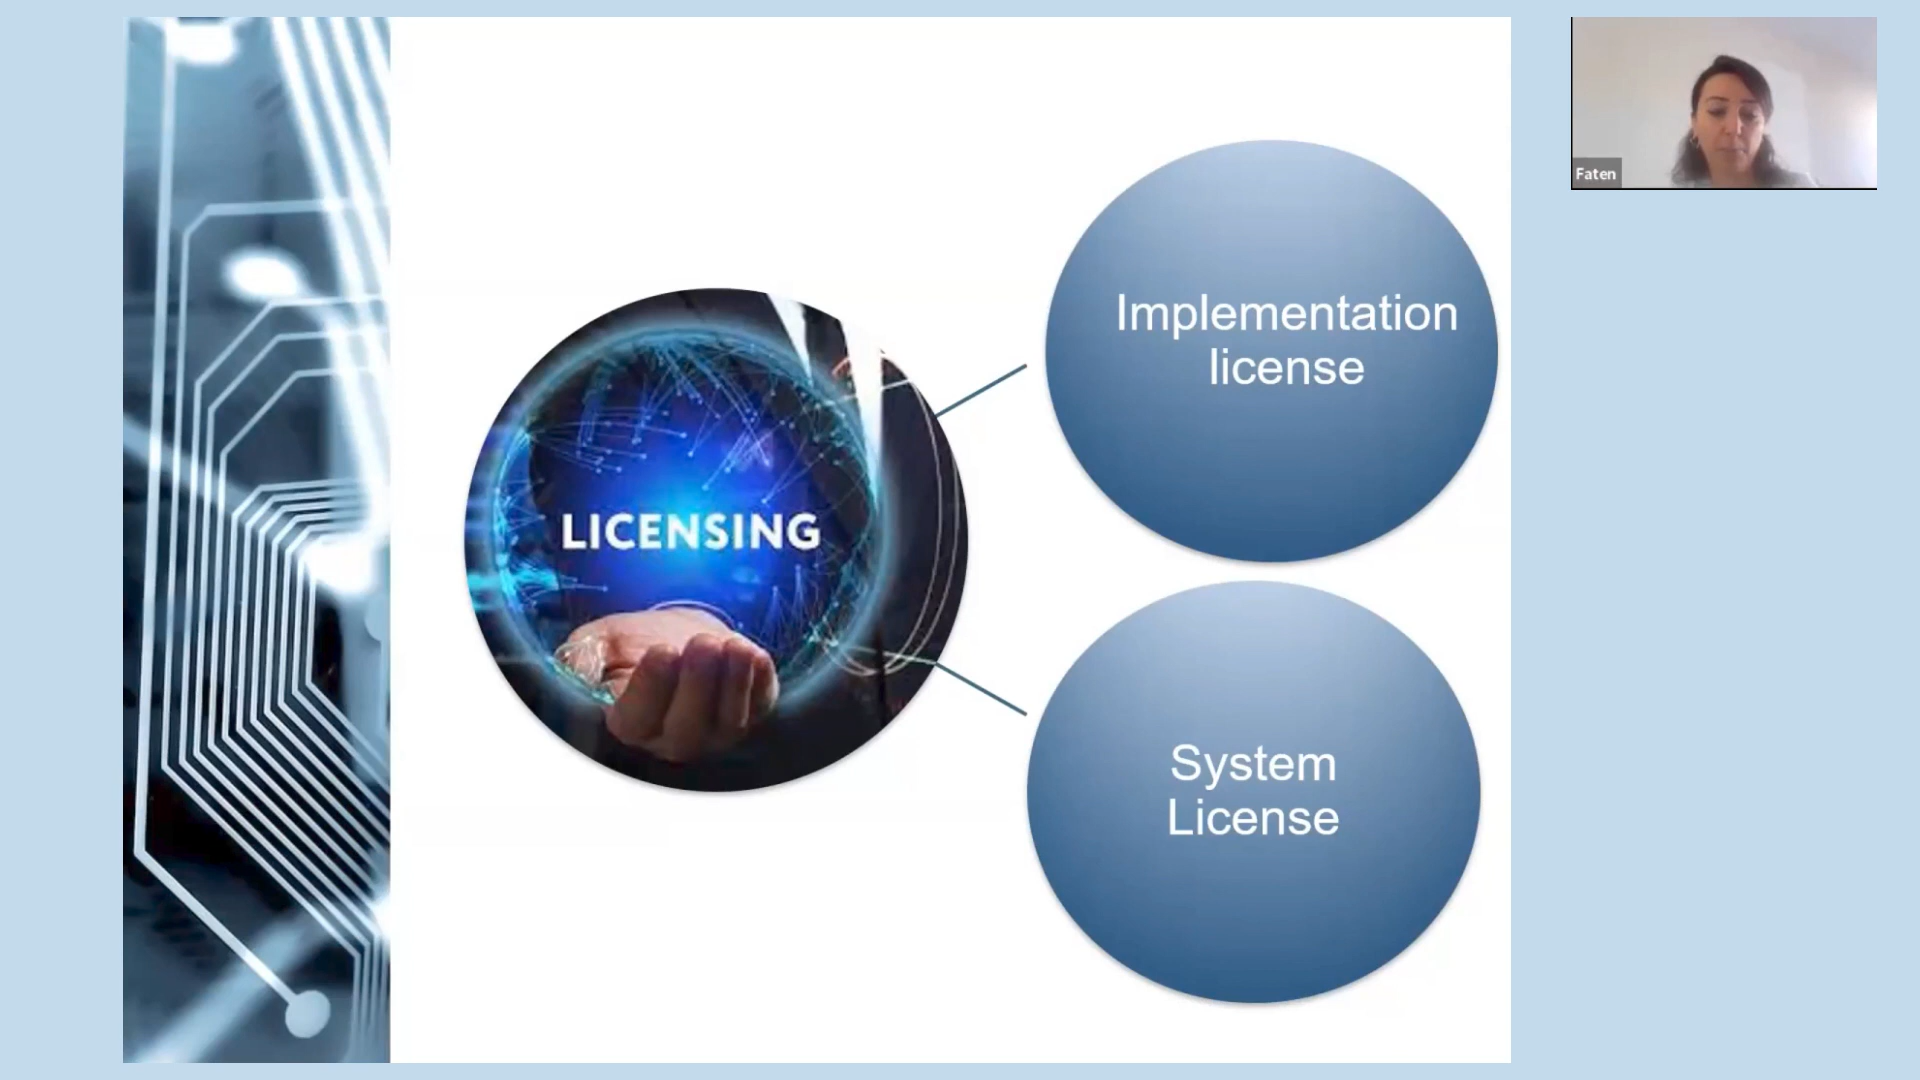 Implementation
license
LICENSING
System
License
Faten